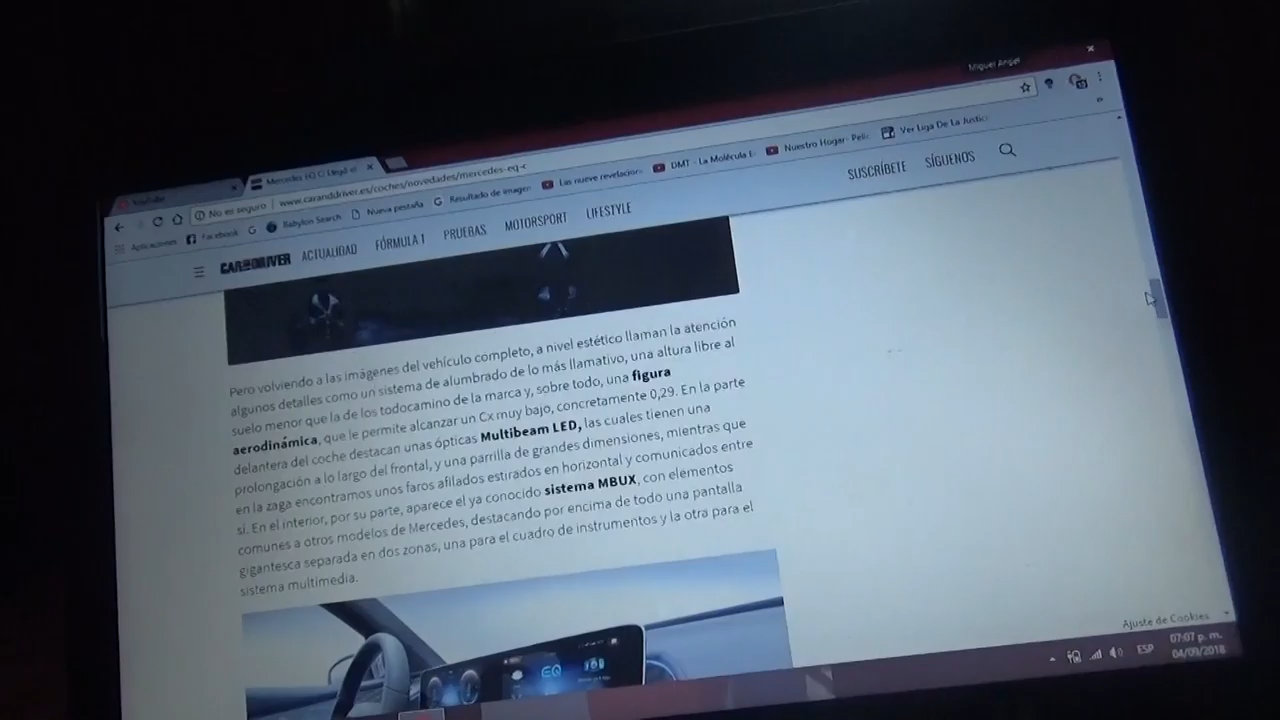 Miguel Angel
YouTube
Mercedes EQ C: Llegó el
No es seguro | www.caranddriver.es/coches/novedades/mercedes-eq-c
Aplicaciones Facebook Babylon Search Nueva pestaña Resultado de imagen Las nuevas revelacion DMT - La Molécula Nuestro Hogar- Pelíc Ver Liga De La Justic
CAR AND DRIVER ACTUALIDAD FÓRMULA 1 PRUEBAS MOTORSPORT LIFESTYLE SUSCRÍBETE SÍGUENOS
Pero volviendo a las imágenes del vehículo completo, a nivel estético llaman la atención
algunos detalles como un sistema de alumbrado de lo más llamativo, una altura libre al
suelo menor que la de los todocamino de la marca y, sobre todo, una figura
aerodinámica, que le permite alcanzar un Cx muy bajo, concretamente 0,29. En la parte
delantera del coche destacan unas ópticas Multibeam LED, las cuales tienen una
prolongación a lo largo del frontal, y una parrilla de grandes dimensiones, mientras que
en la zaga encontramos unos faros afilados estirados en horizontal y comunicados entre
sí. En el interior, por su parte, aparece el ya conocido sistema MBUX, con elementos
comunes a otros modelos de Mercedes, destacando por encima de todo una pantalla
gigantesca separada en dos zonas, una para el cuadro de instrumentos y la otra para el
sistema multimedia.
EQ
Ajuste de Cookies
ESP
07:07 p. m.
04/09/2018